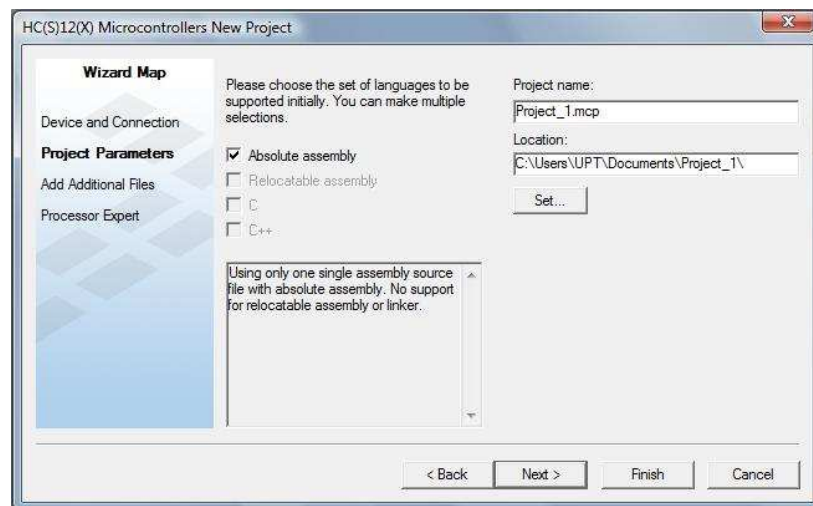 HC(S)12(X) Microcontrollers New Project
Wizard Map
Device and Connection
Project Parameters
Add Additional Files
Processor Expert
Please choose the set of languages to be
supported initially. You can make multiple
selections.
Absolute assembly
Relocatable assembly
C
C++
Using only one single assembly source
file with absolute assembly. No support
for relocatable assembly or linker.
Project name:
Project_1.mcp
Location:
C:\Users\UPT\Documents\Project_1\
Set...
< Back
Next >
Finish
Cancel